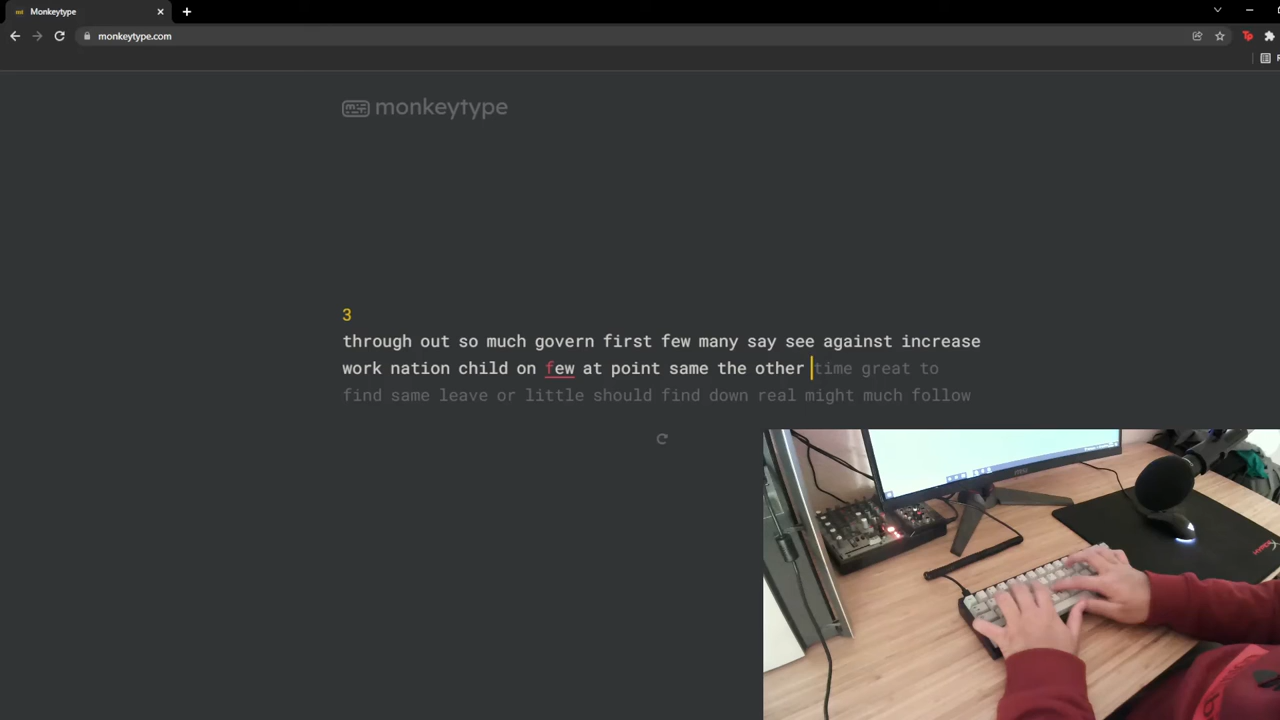 Monkeytype
monkeytype.com
monkeytype
3
through out so much govern first few many say see against increase
work nation child on few at point same the other time great to
find same leave or little should find down real might much follow